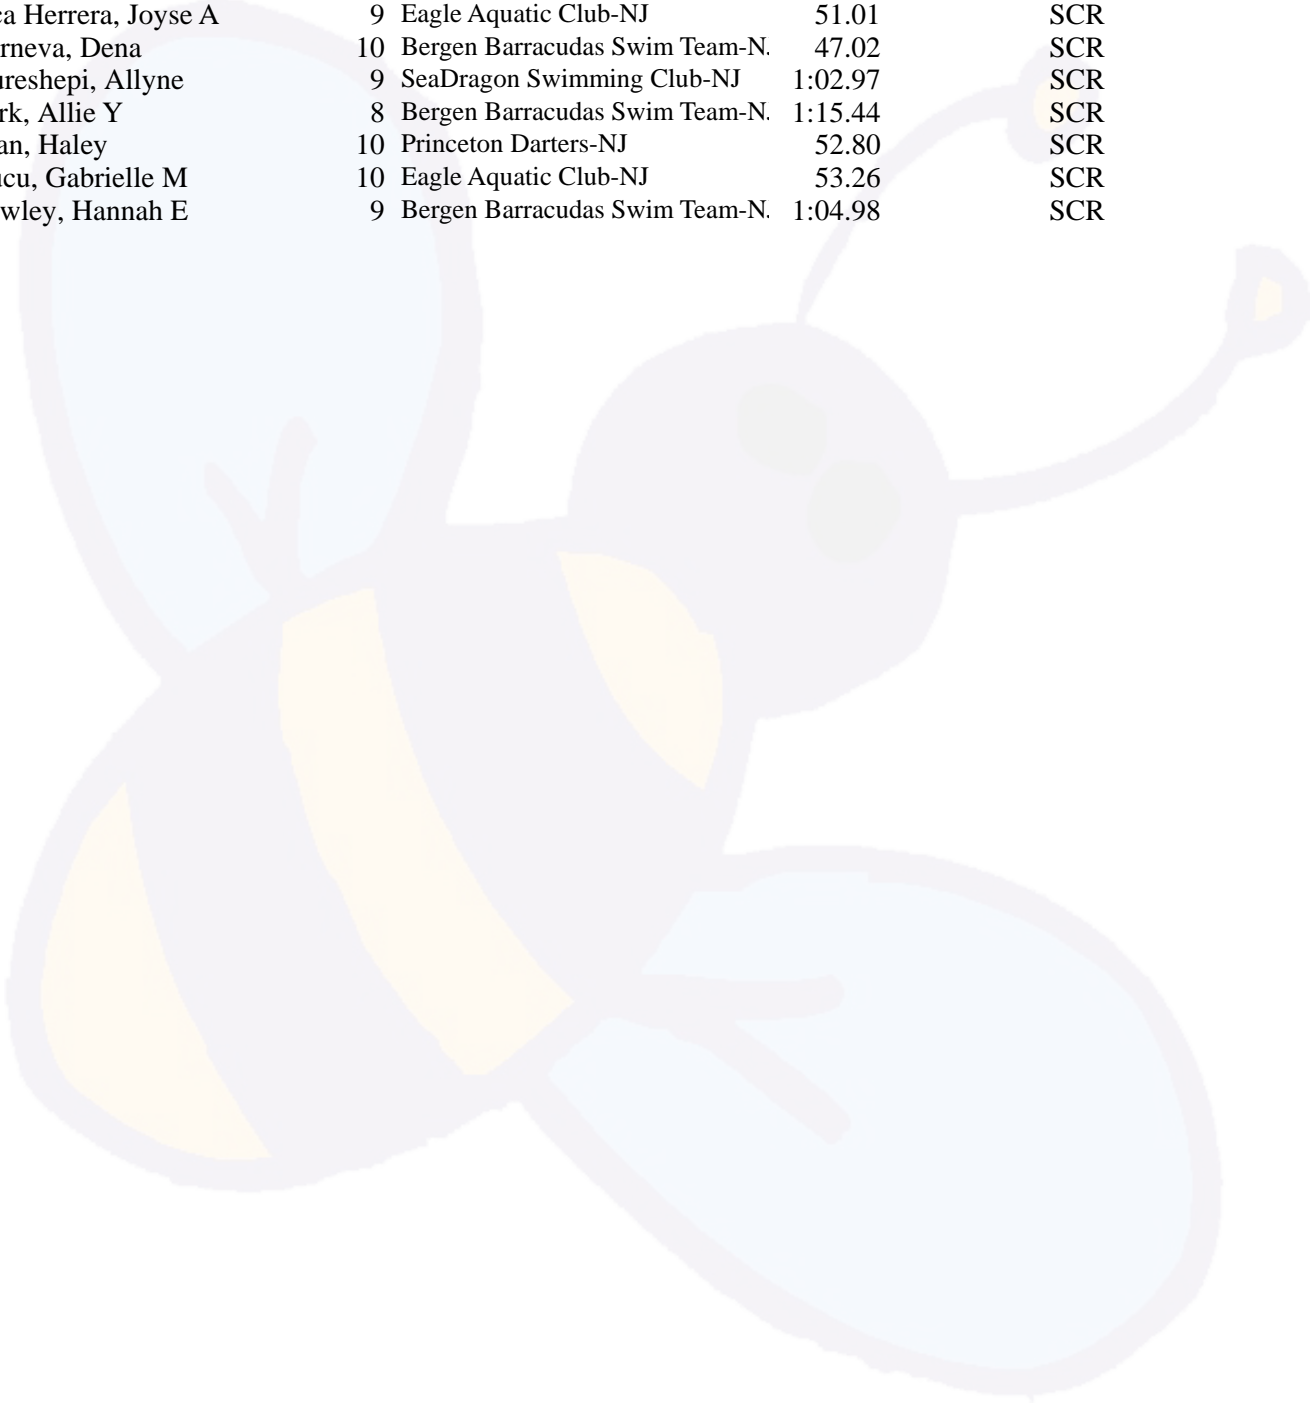 ca Herrera, Joyse A 9 Eagle Aquatic Club-NJ 51.01 SCR
rneva, Dena 10 Bergen Barracudas Swim Team-N. 47.02 SCR
ureshepi, Allyne 9 SeaDragon Swimming Club-NJ 1:02.97 SCR
rk, Allie Y 8 Bergen Barracudas Swim Team-N. 1:15.44 SCR
an, Haley 10 Princeton Darters-NJ 52.80 SCR
ucu, Gabrielle M 10 Eagle Aquatic Club-NJ 53.26 SCR
wley, Hannah E 9 Bergen Barracudas Swim Team-N. 1:04.98 SCR